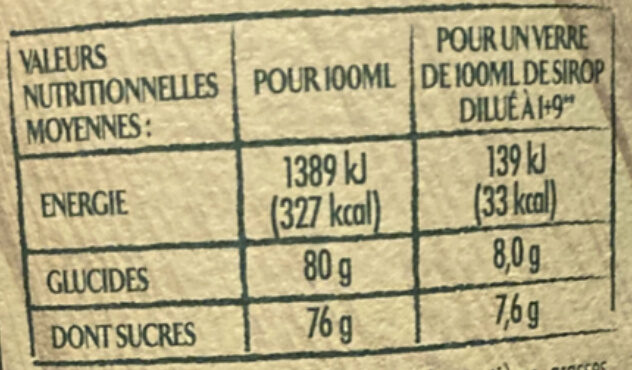 VALEURS
NUTRITIONNELLES
MOYENNES :
POUR 100ML
POUR UN VERRE
DE 100ML DE SIROP
DILUÉ À 1+9**
ENERGIE
1389 kJ
(327 kcal)
139 kJ
(33 kcal)
GLUCIDES
80 g
8,0 g
DONT SUCRES
76 g
7,6 g